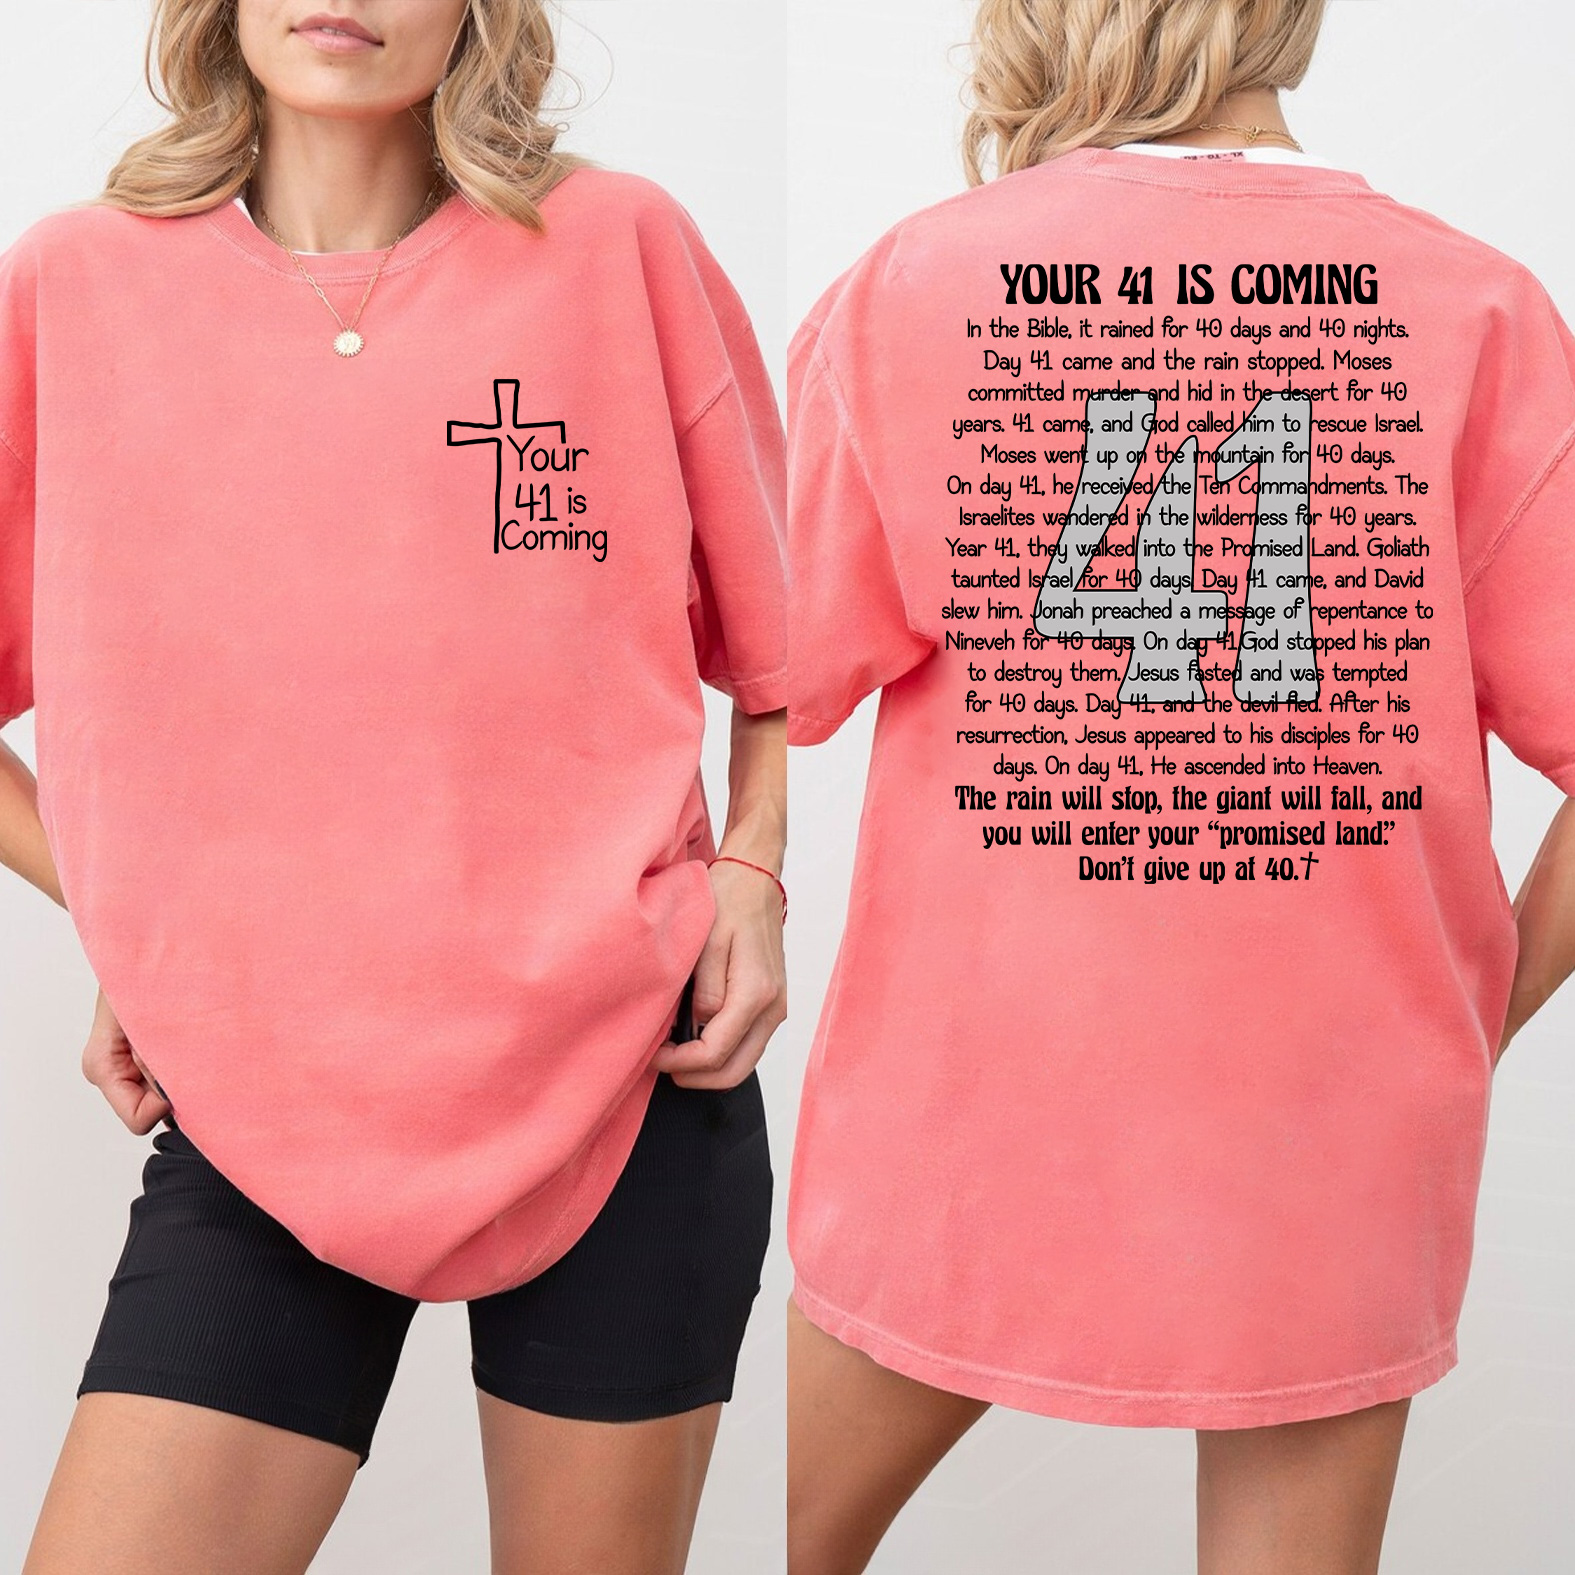 Your
41 is
Coming
YOUR 41 IS COMING
In the Bible, it rained for 40 days and 40 nights.
Day 41 came and the rain stopped. Moses
committed murder and hid in the desert for 40
years. 41 came, and God called him to rescue Israel.
Moses went up on the mountain for 40 days.
On day 41, he received the Ten Commandments. The
Israelites wandered in the wilderness for 40 years.
Year 41, they walked into the Promised Land. Goliath
taunted Israel for 40 days. Day 41 came, and David
slew him. Jonah preached a message of repentance to
Nineveh for 40 days. On day 41 God stopped his plan
to destroy them. Jesus fasted and was tempted
for 40 days. Day 41, and the devil fled. After his
resurrection, Jesus appeared to his disciples for 40
days. On day 41, He ascended into Heaven.
The rain will stop, the giant will fall, and
you will enter your “promised land.”
Don't give up at 40.
41